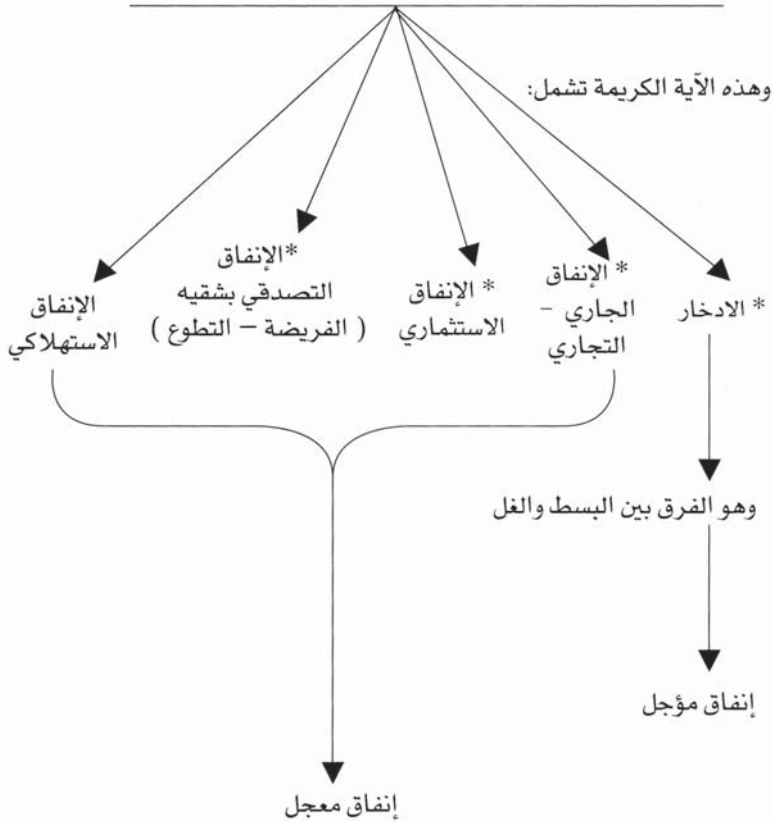 وهذه الآية الكريمة تشمل:
* الادخار
* الإنفاق
الجاري –
التجاري
* الإنفاق
الاستثماري
*الإنفاق
التصدقي بشقيه
( الفريضة – التطوع )
الإنفاق
الاستهلاكي
وهو الفرق بين البسط والغل
إنفاق مؤجل
إنفاق معجل